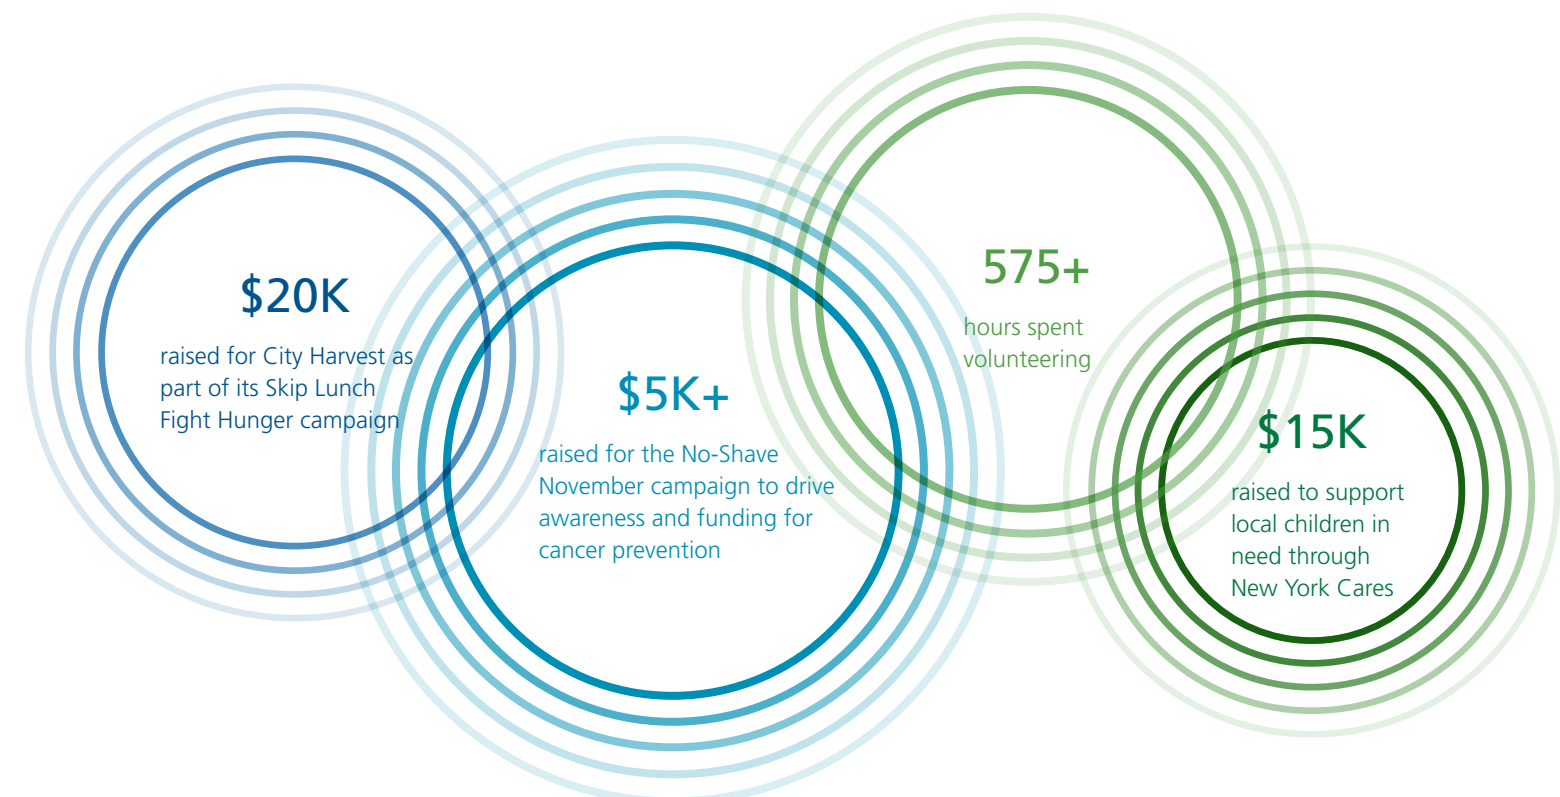 $20K
raised for City Harvest as
part of its Skip Lunch
Fight Hunger campaign
$5K+
raised for the No-Shave
November campaign to drive
awareness and funding for
cancer prevention
575+
hours spent
volunteering
$15K
raised to support
local children in
need through
New York Cares